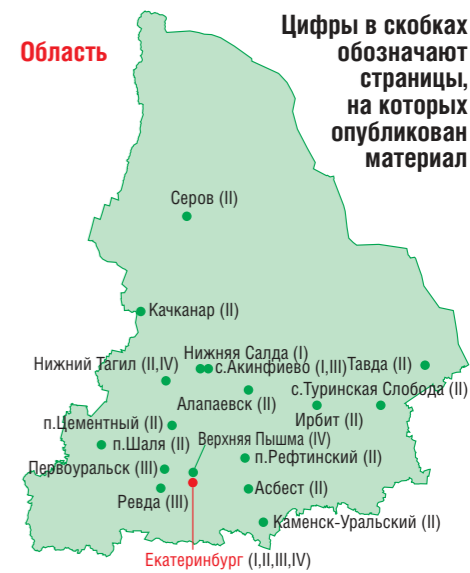 Область
Цифры в скобках
обозначают
страницы,
на которых
опубликован
материал
Серов (II)
Качканар (II)
Нижняя Салда (I)
Нижний Тагил (II,IV)
с.Акинфиево (I,III)
Тавда (II)
с.Туринская Слобода (II)
Алапаевск (II)
Ирбит (II)
п.Цементный (II)
Верхняя Пышма (IV)
п.Шаля (II)
п.Рефтинский (II)
Первоуральск (III)
Ревда (III)
Асбест (II)
Каменск-Уральский (II)
Екатеринбург (I,II,III,IV)